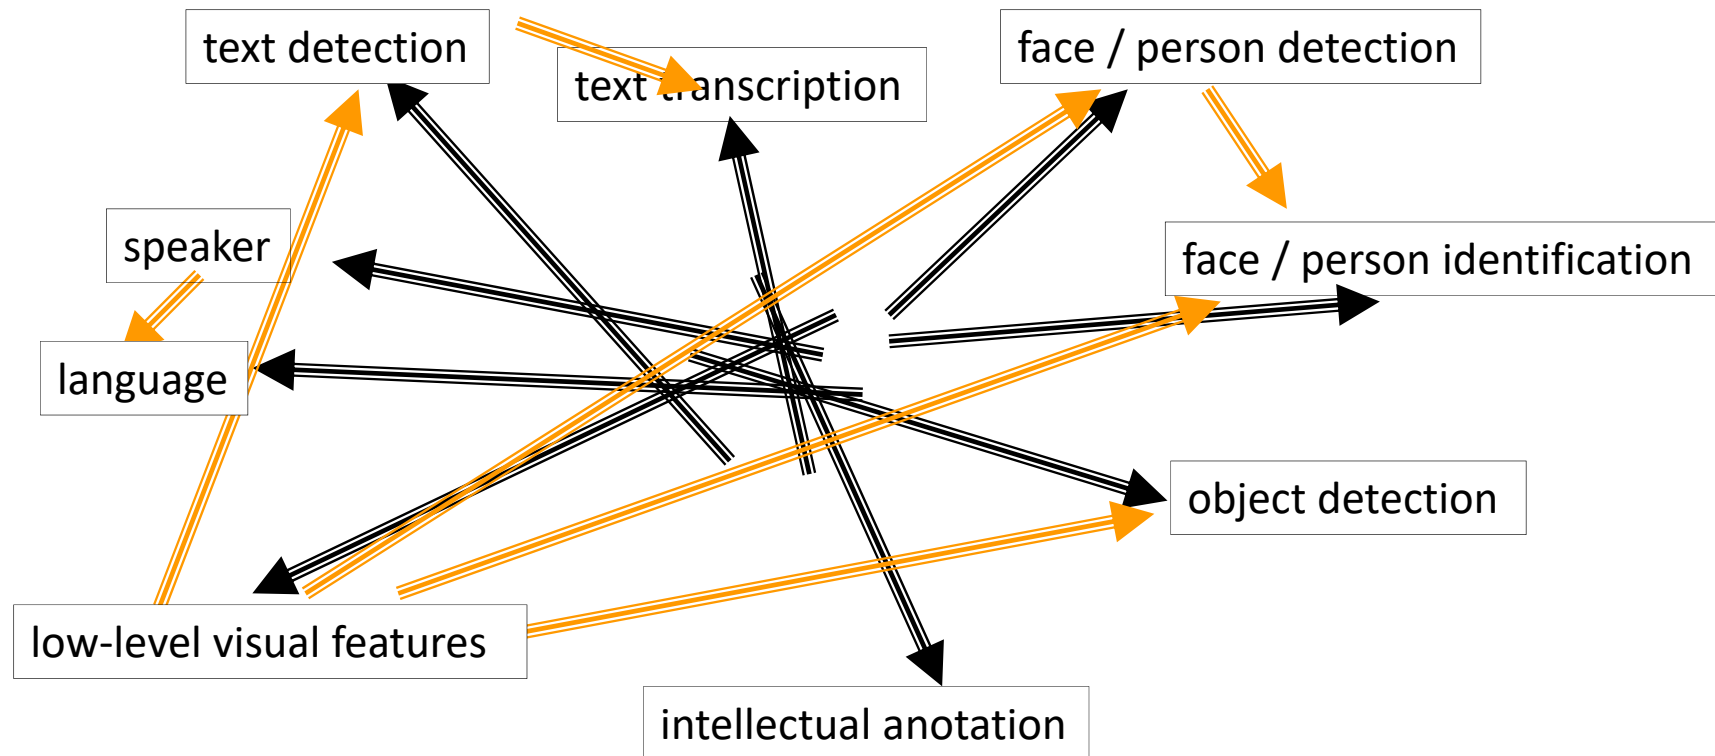 text detection
text transcription
face / person detection
speaker
face / person identification
language
object detection
low-level visual features
intellectual anotation